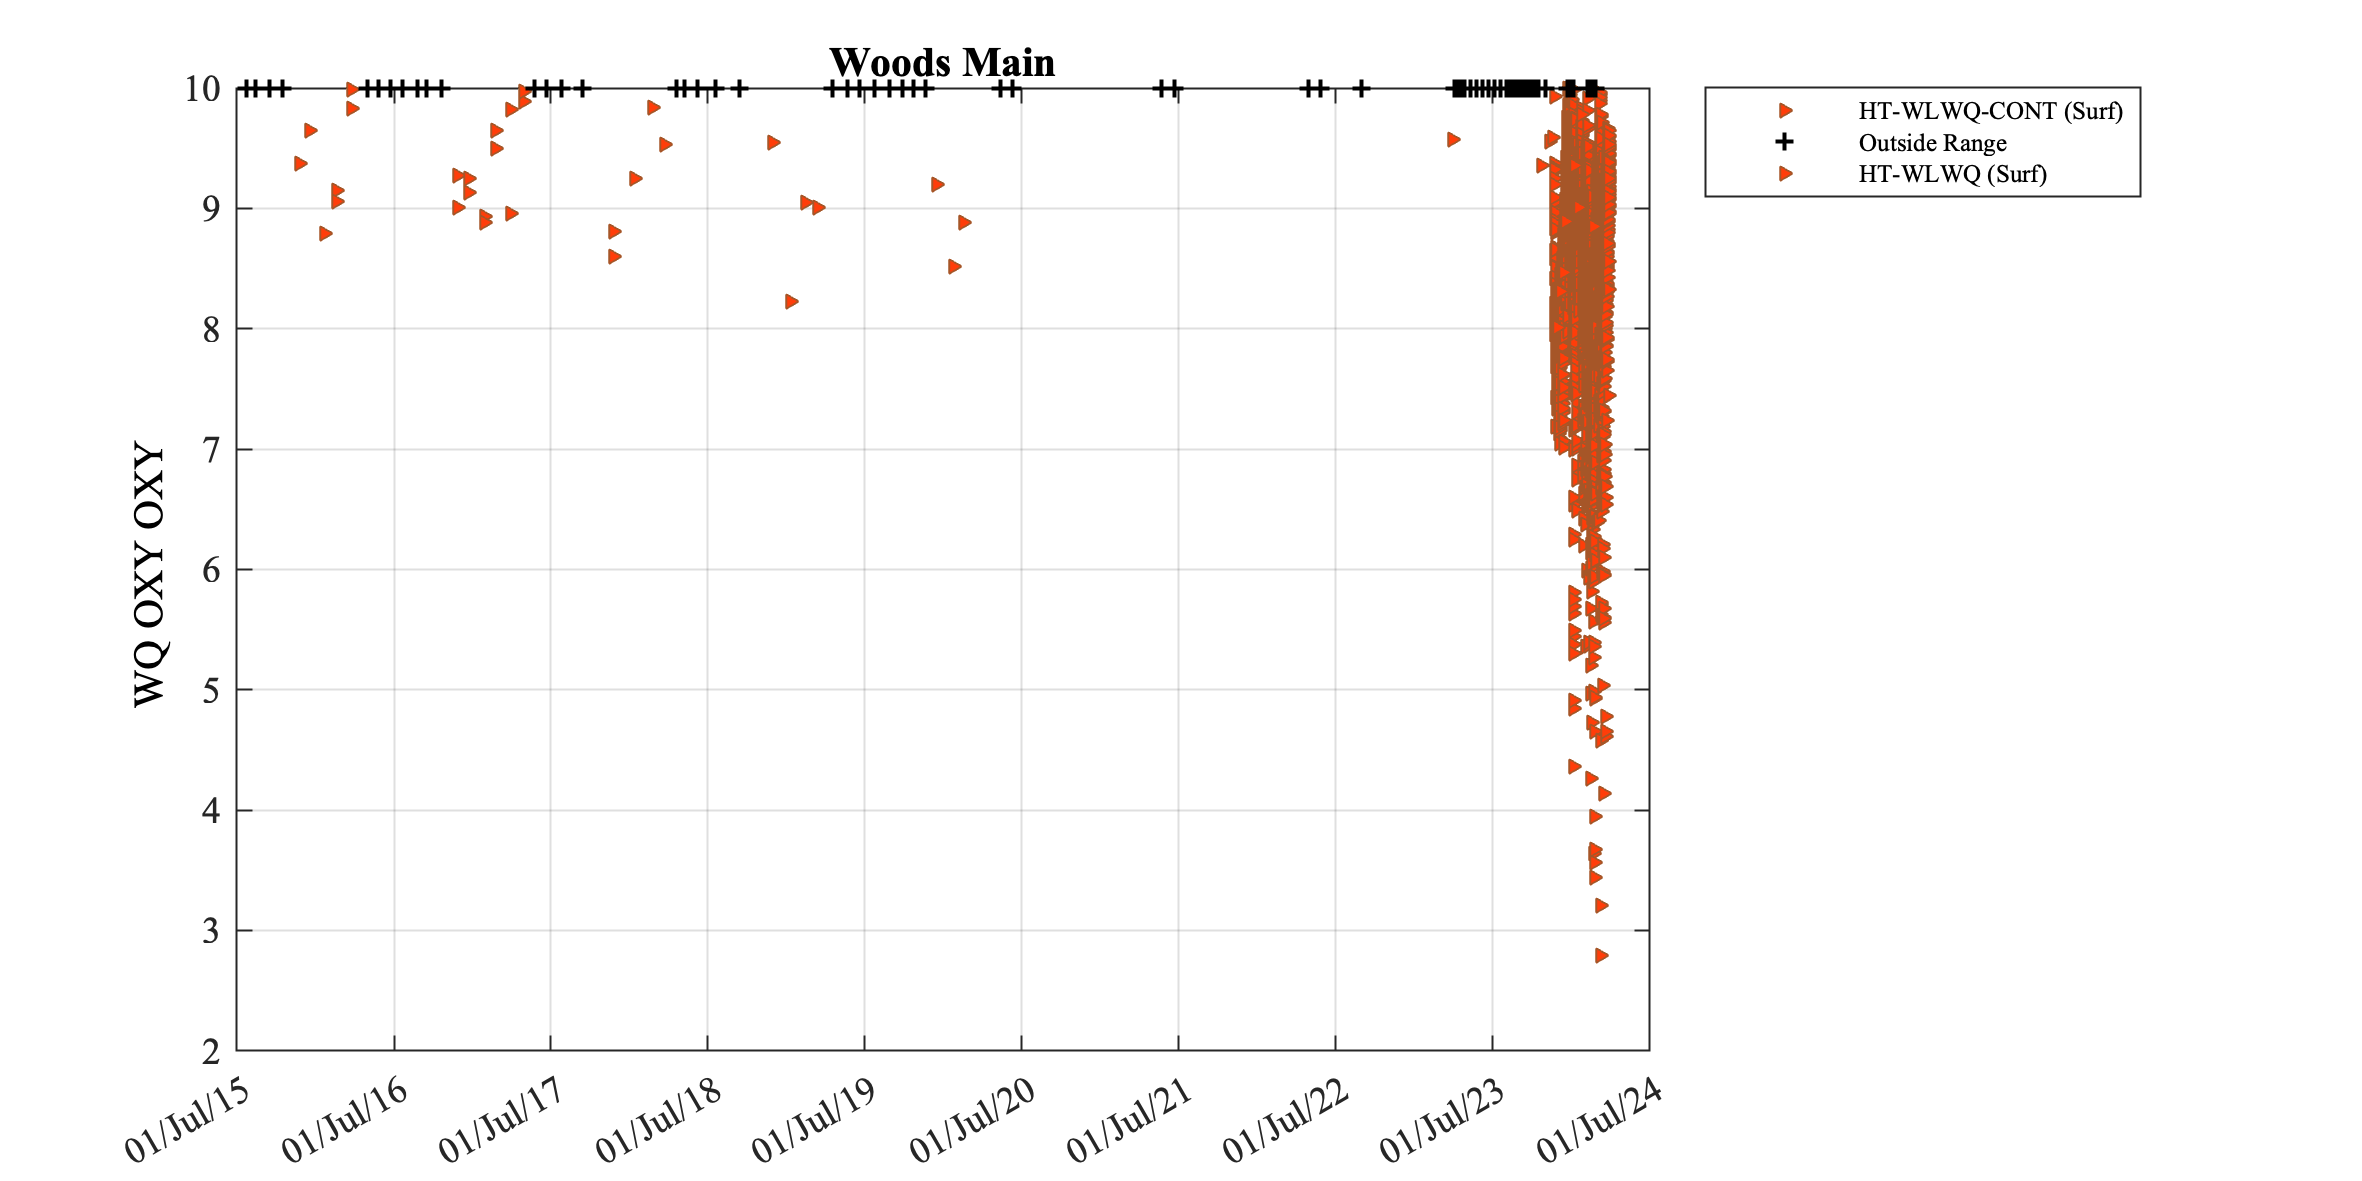 Woods Main
WQ OXY OXY
10
9
8
7
6
5
4
3
2
01/Jul/15
01/Jul/16
01/Jul/17
01/Jul/18
01/Jul/19
01/Jul/20
01/Jul/21
01/Jul/22
01/Jul/23
01/Jul/24
HT-WLWQ-CONT (Surf)
Outside Range
HT-WLWQ (Surf)